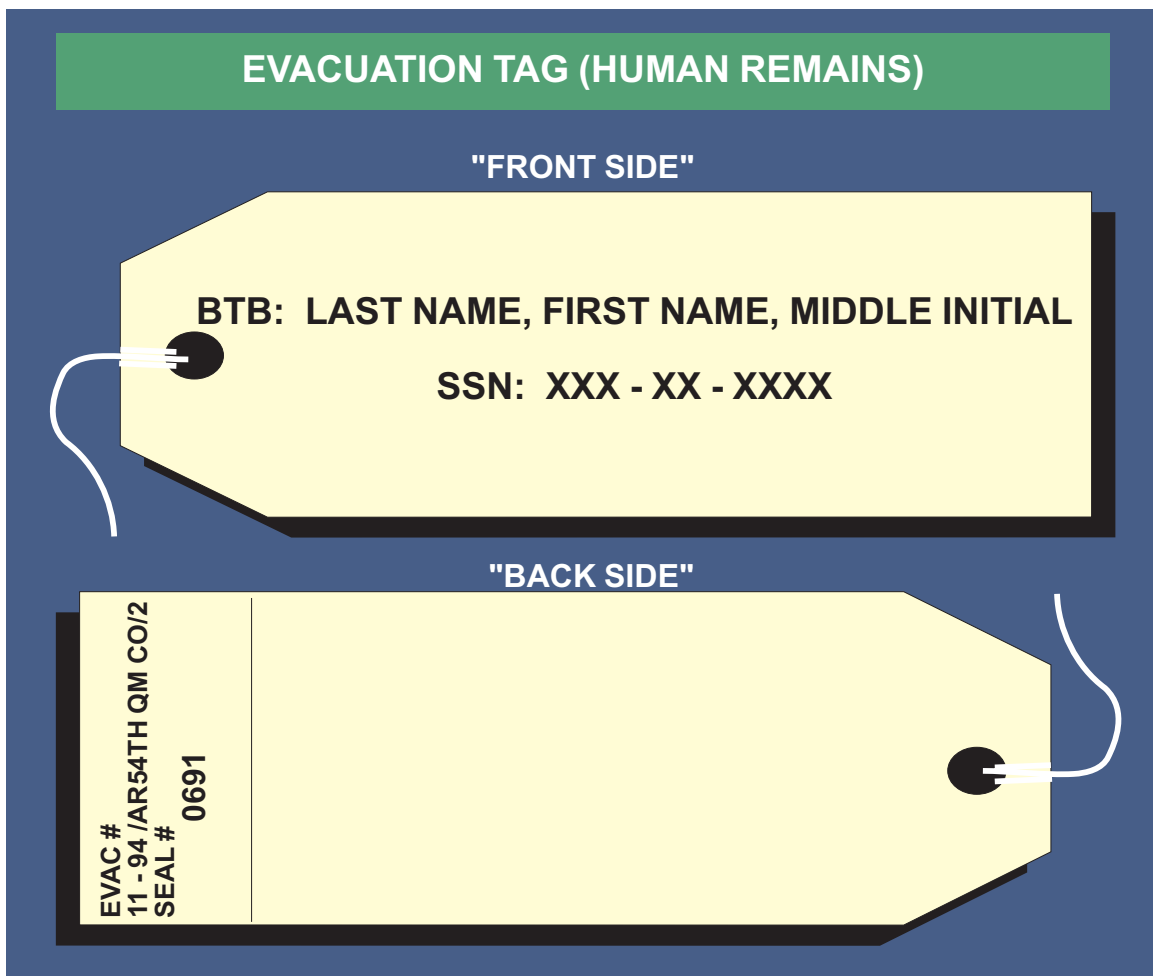 EVACUATION TAG (HUMAN REMAINS)
"FRONT SIDE"
BTB: LAST NAME, FIRST NAME, MIDDLE INITIAL
SSN: XXX - XX - XXXX
"BACK SIDE"
EVAC #
11 - 94 /AR54TH QM CO/2
SEAL #
0691